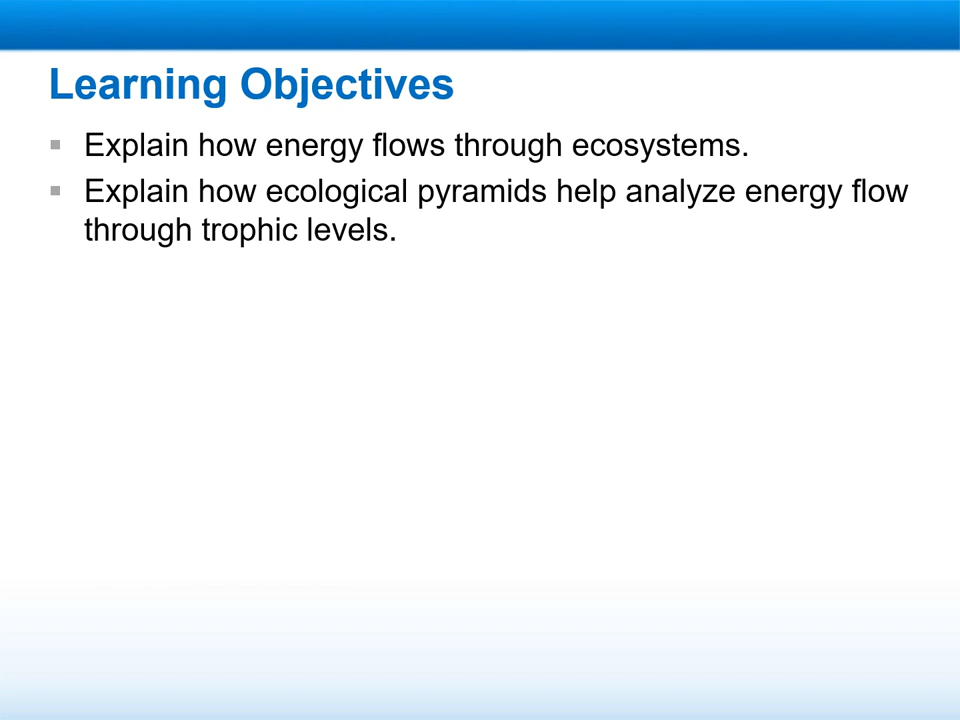 Learning Objectives
▪ Explain how energy flows through ecosystems.
▪ Explain how ecological pyramids help analyze energy flow
through trophic levels.